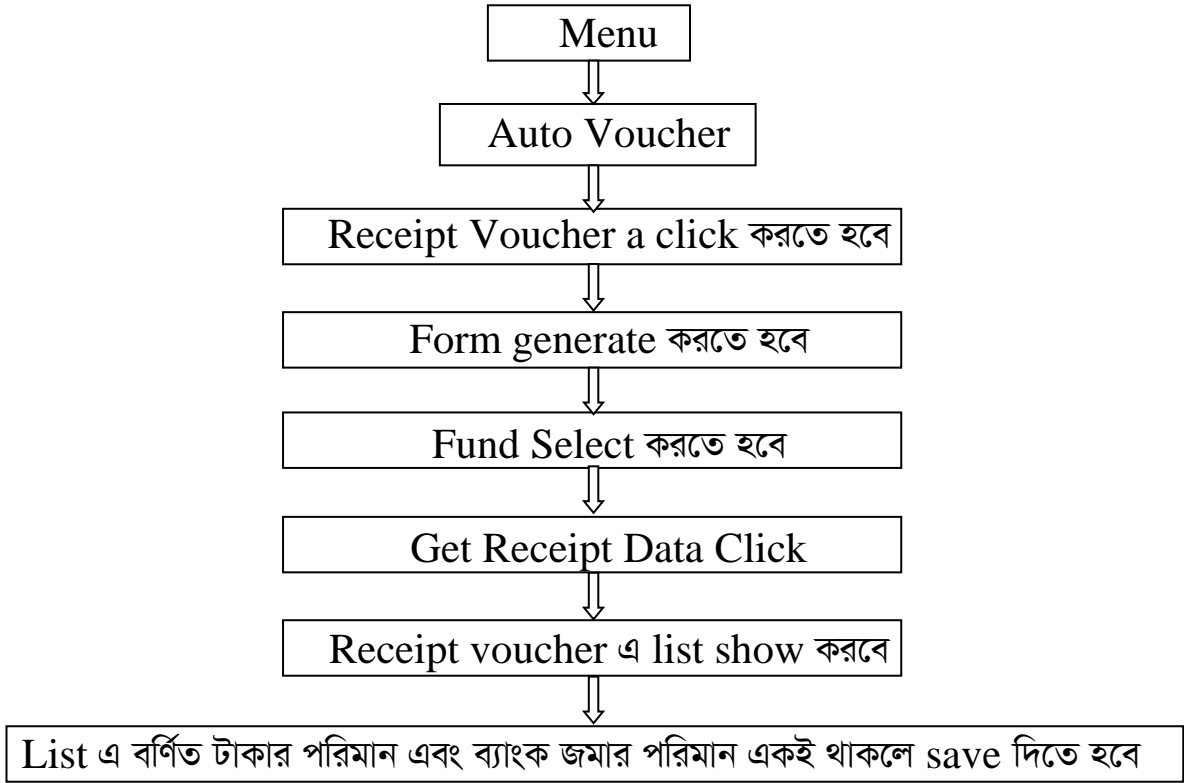 Menu
Auto Voucher
Receipt Voucher a click করতে হবে
Form generate করতে হবে
Fund Select করতে হবে
Get Receipt Data Click
Receipt voucher এ list show করবে
List এ বর্ণিত টাকার পরিমান এবং ব্যাংক জমার পরিমান একই থাকলে save দিতে হবে